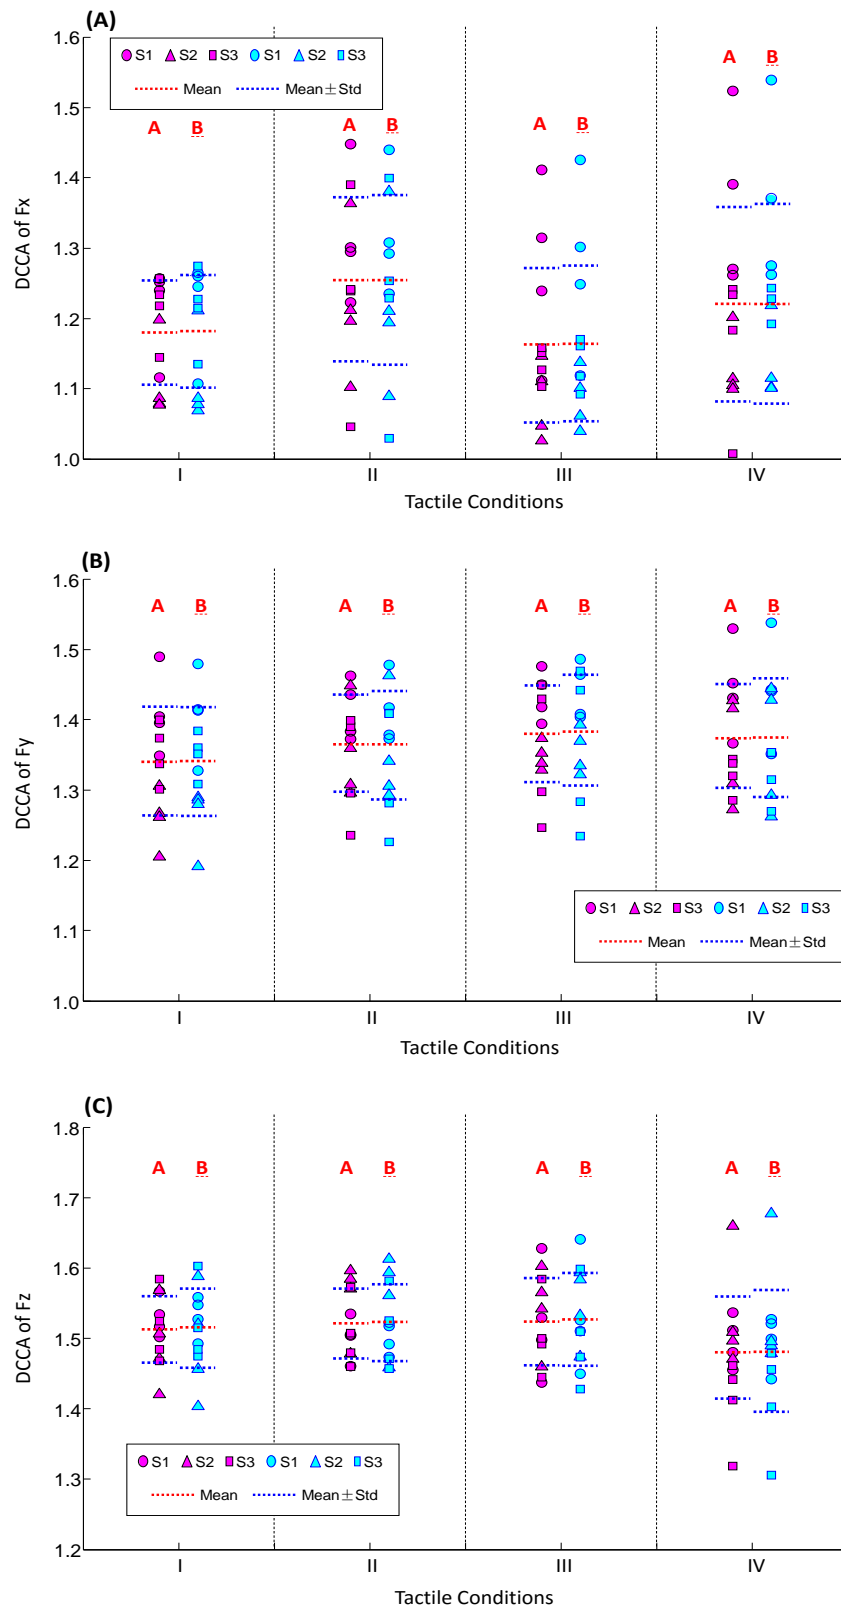 (A)
1.6
S1 S2 S3 S1 S2 S3
Mean Mean±Std
A B A B A B A B
1.5
1.4
1.3
1.2
1.1
1.0
DCCA of Fx
I II III IV
Tactile Conditions
(B)
1.6
A B A B A B A B
1.5
1.4
1.3
1.2
1.1
1.0
DCCA of Fy
S1 S2 S3 S1 S2 S3
Mean Mean±Std
I II III IV
Tactile Conditions
(C)
1.8
A B A B A B A B
1.7
1.6
1.5
1.4
1.3
1.2
DCCA of Fz
S1 S2 S3 S1 S2 S3
Mean Mean±Std
I II III IV
Tactile Conditions